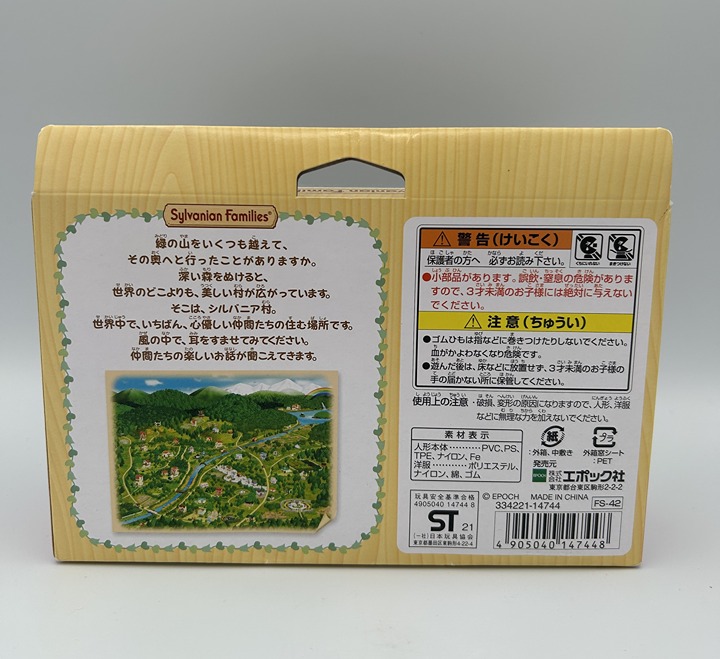 Sylvanian Families®
緑の山をいくつも越えて、
その奥へと行ったことがありますか。
深い森をぬけると、
世界のどこよりも、美しい村が広がっています。
そこは、シルバニア村。
世界中で、いちばん、心優しい仲間たちの住む場所です。
風の中で、耳をすませてみてください。
仲間たちの楽しいお話が聞こえてきます。
警告(けいこく)
保護者の方へ 必ずお読み下さい。
●小部品があります。誤飲・窒息の危険がありま
すので、3才未満のお子様には絶対に与えない
でください。
注意(ちゅうい)
●ゴムひもは指などに巻きつけたりしないでください。
血がかよわなくなり危険です。
●遊んだ後は、床などに放置せず、3才未満のお子様の
手の届かない所に保管してください。
使用上の注意・破損、変形の原因になりますので、人形、洋服
などに無理な力を加えないでください。
素材表示
人形本体………PVC,PS,
TPE,ナイロン,Fe
洋服………ポリエステル,
ナイロン,綿,ゴム
紙
:外箱、中敷き
プラ
外箱窓シート
:PET
発売元
EPOCH 株式会社 エポック社
東京都台東区駒形2-2-2
玩具安全基準合格
4905040 14744 8
ST 21
(一社)日本玩具協会
東京都墨田区東駒形4-22-4
© EPOCH MADE IN CHINA
334221-14744
FS-42
4 905040 147448